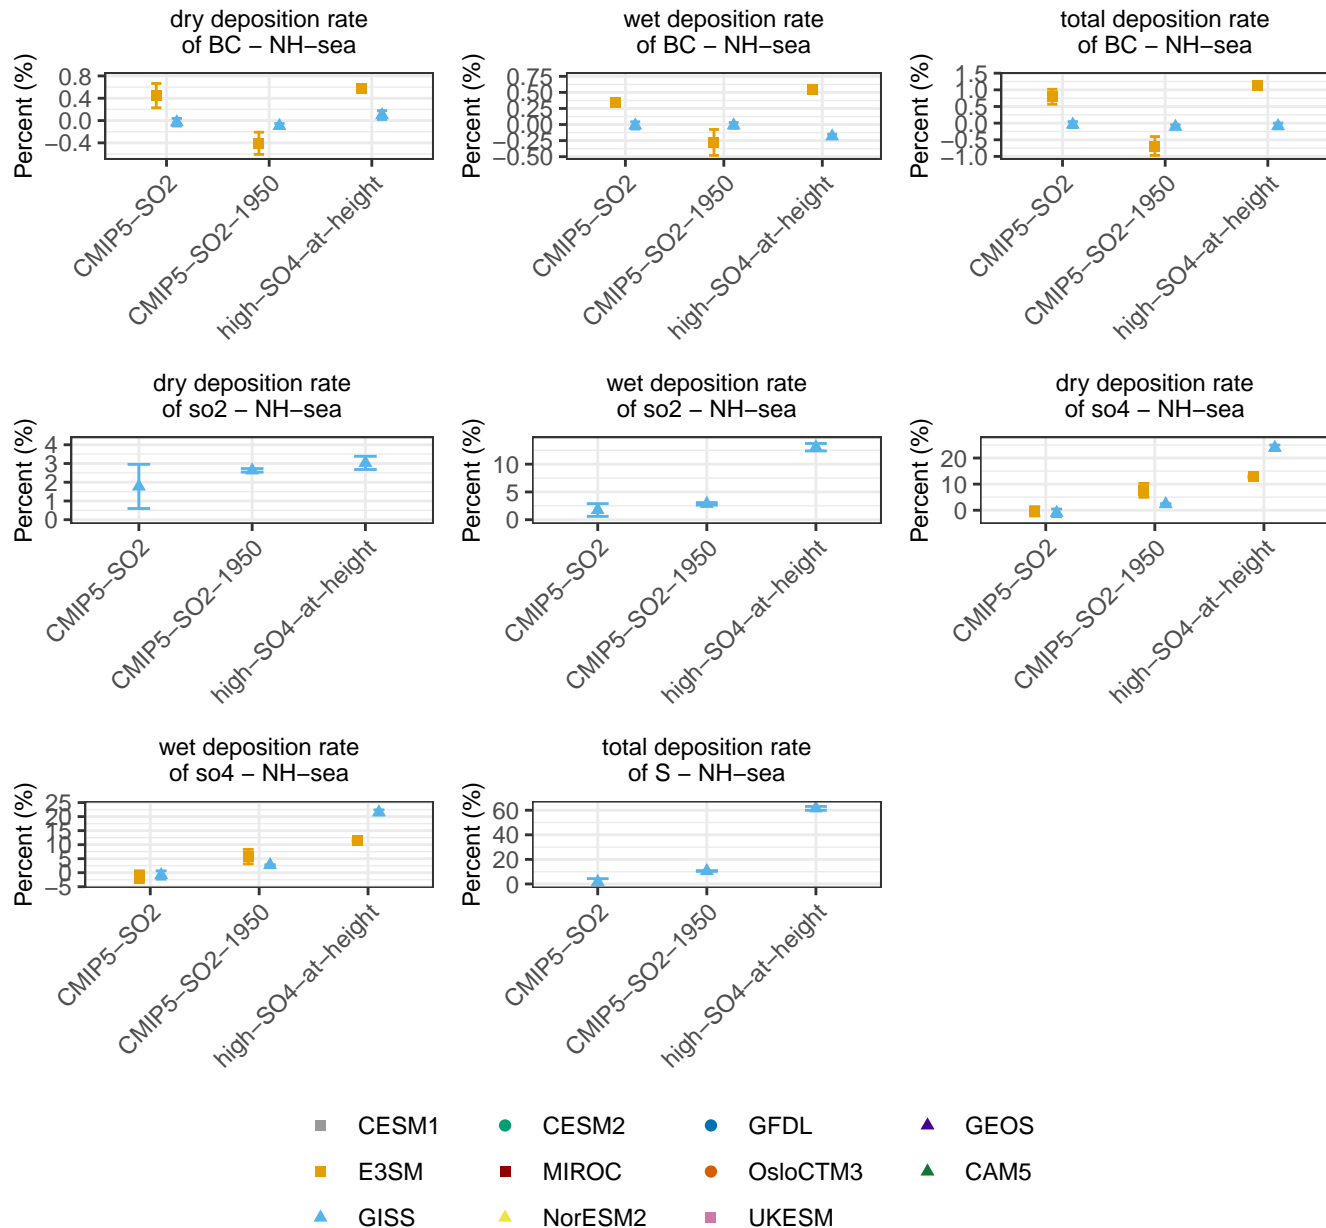 dry deposition rate
of BC − NH−sea
wet deposition rate
of BC − NH−sea
total deposition rate
of BC − NH−sea
Percent (%)
0.8
0.4
0.0
−0.4
CMIP5−SO2
CMIP5−SO2−1950
high−SO4−at−height
0.75
0.50
0.25
0.00
−0.25
−0.50
CMIP5−SO2
CMIP5−SO2−1950
high−SO4−at−height
Percent (%)
1.5
1.0
0.5
0.0
−0.5
−1.0
CMIP5−SO2
CMIP5−SO2−1950
high−SO4−at−height
Percent (%)
dry deposition rate
of so2 − NH−sea
wet deposition rate
of so2 − NH−sea
dry deposition rate
of so4 − NH−sea
Percent (%)
4
3
2
1
0
CMIP5−SO2
CMIP5−SO2−1950
high−SO4−at−height
Percent (%)
10
5
0
CMIP5−SO2
CMIP5−SO2−1950
high−SO4−at−height
Percent (%)
20
10
0
CMIP5−SO2
CMIP5−SO2−1950
high−SO4−at−height
wet deposition rate
of so4 − NH−sea
total deposition rate
of S − NH−sea
Percent (%)
25
20
15
10
5
0
−5
CMIP5−SO2
CMIP5−SO2−1950
high−SO4−at−height
Percent (%)
60
40
20
0
CMIP5−SO2
CMIP5−SO2−1950
high−SO4−at−height
CESM1
CESM2
GFDL
GEOS
E3SM
MIROC
OsloCTM3
CAM5
GISS
NorESM2
UKESM